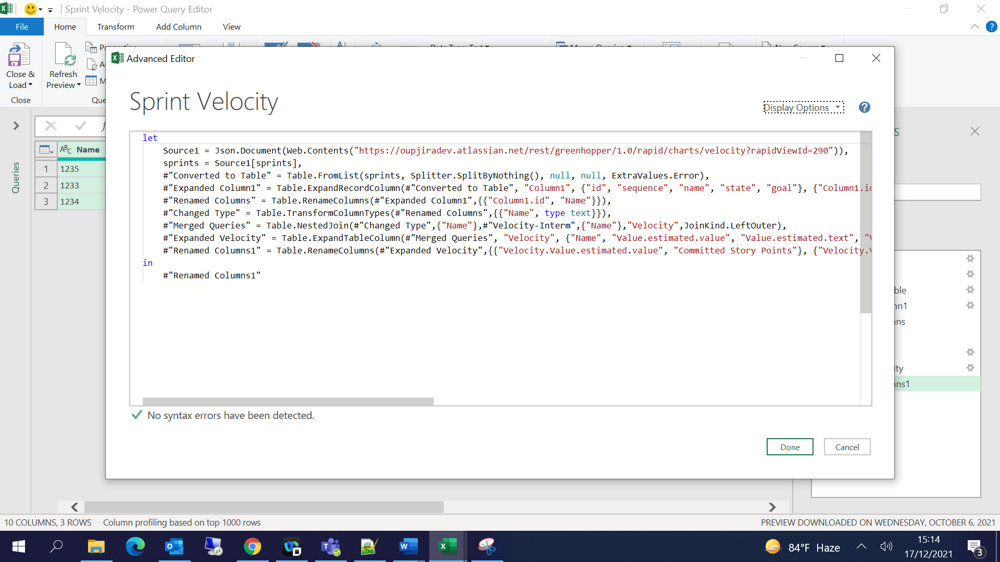 Sprint Velocity - Power Query Editor
File
Home
Transform
Add Column
View
Close &
Load
Close
Refresh
Preview
Advanced Editor
Sprint Velocity
Display Options
let
Source1 = Json.Document(Web.Contents("https://oupjiradev.atlassian.net/rest/greenhopper/1.0/rapid/charts/velocity?rapidViewId=290")),
sprints = Source1[sprints],
#"Converted to Table" = Table.FromList(sprints, Splitter.SplitByNothing(), null, null, ExtraValues.Error),
#"Expanded Column1" = Table.ExpandRecordColumn(#"Converted to Table", "Column1", {"id", "sequence", "name", "state", "goal"}, {"Column1.id
#"Renamed Columns" = Table.RenameColumns(#"Expanded Column1",{{"Column1.id", "Name"}}),
#"Changed Type" = Table.TransformColumnTypes(#"Renamed Columns",{{"Name", type text}}),
#"Merged Queries" = Table.NestedJoin(#"Changed Type",{"Name"},#"Velocity-Interm",{"Name"},"Velocity",JoinKind.LeftOuter),
#"Expanded Velocity" = Table.ExpandTableColumn(#"Merged Queries", "Velocity", {"Name", "Value.estimated.value", "Value.estimated.text", "V
#"Renamed Columns1" = Table.RenameColumns(#"Expanded Velocity",{{"Velocity.Value.estimated.value", "Committed Story Points"}, {"Velocity.V
in
#"Renamed Columns1"
No syntax errors have been detected.
Done
Cancel
Queries
ABC Name
1 1235
2 1233
3 1234
ble
nn1
ns
ity
ns1
10 COLUMNS, 3 ROWS
Column profiling based on top 1000 rows
PREVIEW DOWNLOADED ON WEDNESDAY, OCTOBER 6, 2021
84°F Haze
15:14
17/12/2021
3